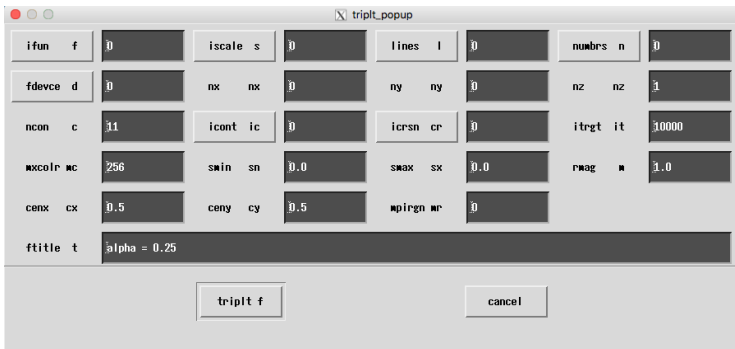 triplt_popup
ifun f 0 iscale s 0 lines l 0 numbrs n 0
fdevce d 0 nx nx 0 ny ny 0 nz nz 1
ncon c 11 icont ic 0 icrsn cr 0 itrgt it 10000
mxcolr mc 256 smin sn 0.0 smax sx 0.0 rmag m 1.0
cenx cx 0.5 ceny cy 0.5 mpirgn mr 0
ftitle t alpha = 0.25
triplt f cancel